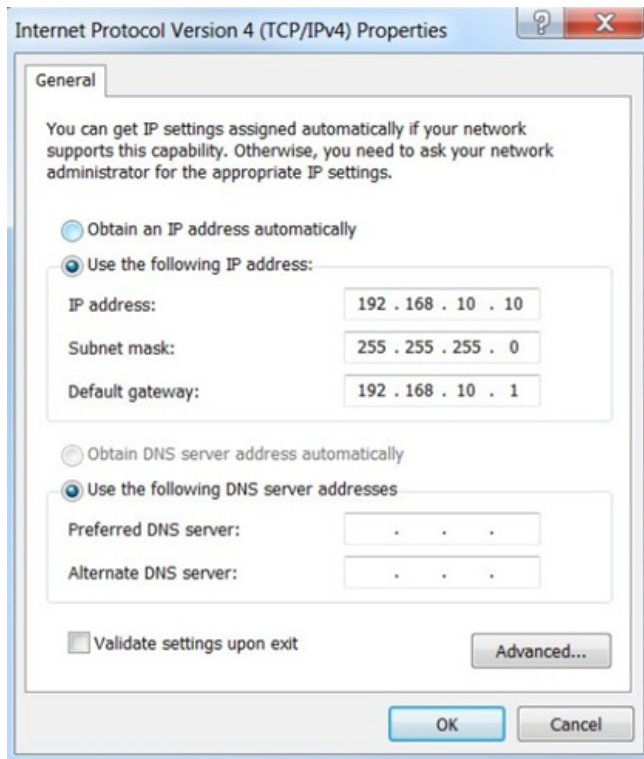 Internet Protocol Version 4 (TCP/IPv4) Properties
General
You can get IP settings assigned automatically if your network
supports this capability. Otherwise, you need to ask your network
administrator for the appropriate IP settings.
Obtain an IP address automatically
Use the following IP address:
IP address: 192 . 168 . 10 . 10
Subnet mask: 255 . 255 . 255 . 0
Default gateway: 192 . 168 . 10 . 1
Obtain DNS server address automatically
Use the following DNS server addresses
Preferred DNS server: . . .
Alternate DNS server: . . .
Validate settings upon exit
Advanced...
OK Cancel